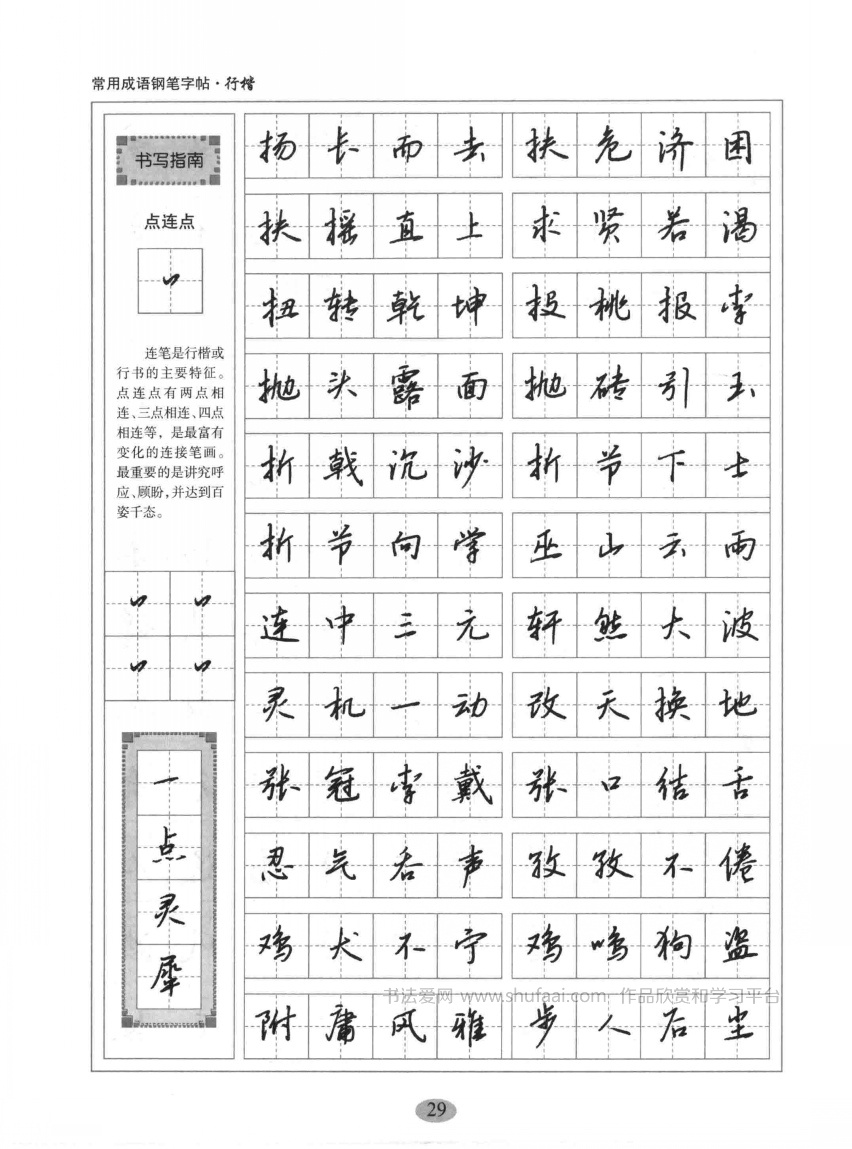 常用成语钢笔字帖·行楷
书写指南
点连点
连笔是行楷或
行书的主要特征。
点连点有两点相
连、三点相连、四点
相连等，是最富有
变化的连接笔画。
最重要的是讲究呼
应、顾盼，并达到百
姿千态。
一
点
灵
犀
扬长而去 扶危济困
扶摇直上 求贤若渴
扭转乾坤 投桃报李
抛头露面 抛砖引玉
折戟沉沙 折节下士
折节向学 巫山云雨
连中三元 轩然大波
灵机一动 改天换地
张冠李戴 张口结舌
忍气吞声 孜孜不倦
鸡犬不宁 鸡鸣狗盗
附庸风雅 步人后尘
书法爱网 www.shufaai.com 作品欣赏和学习平台
29